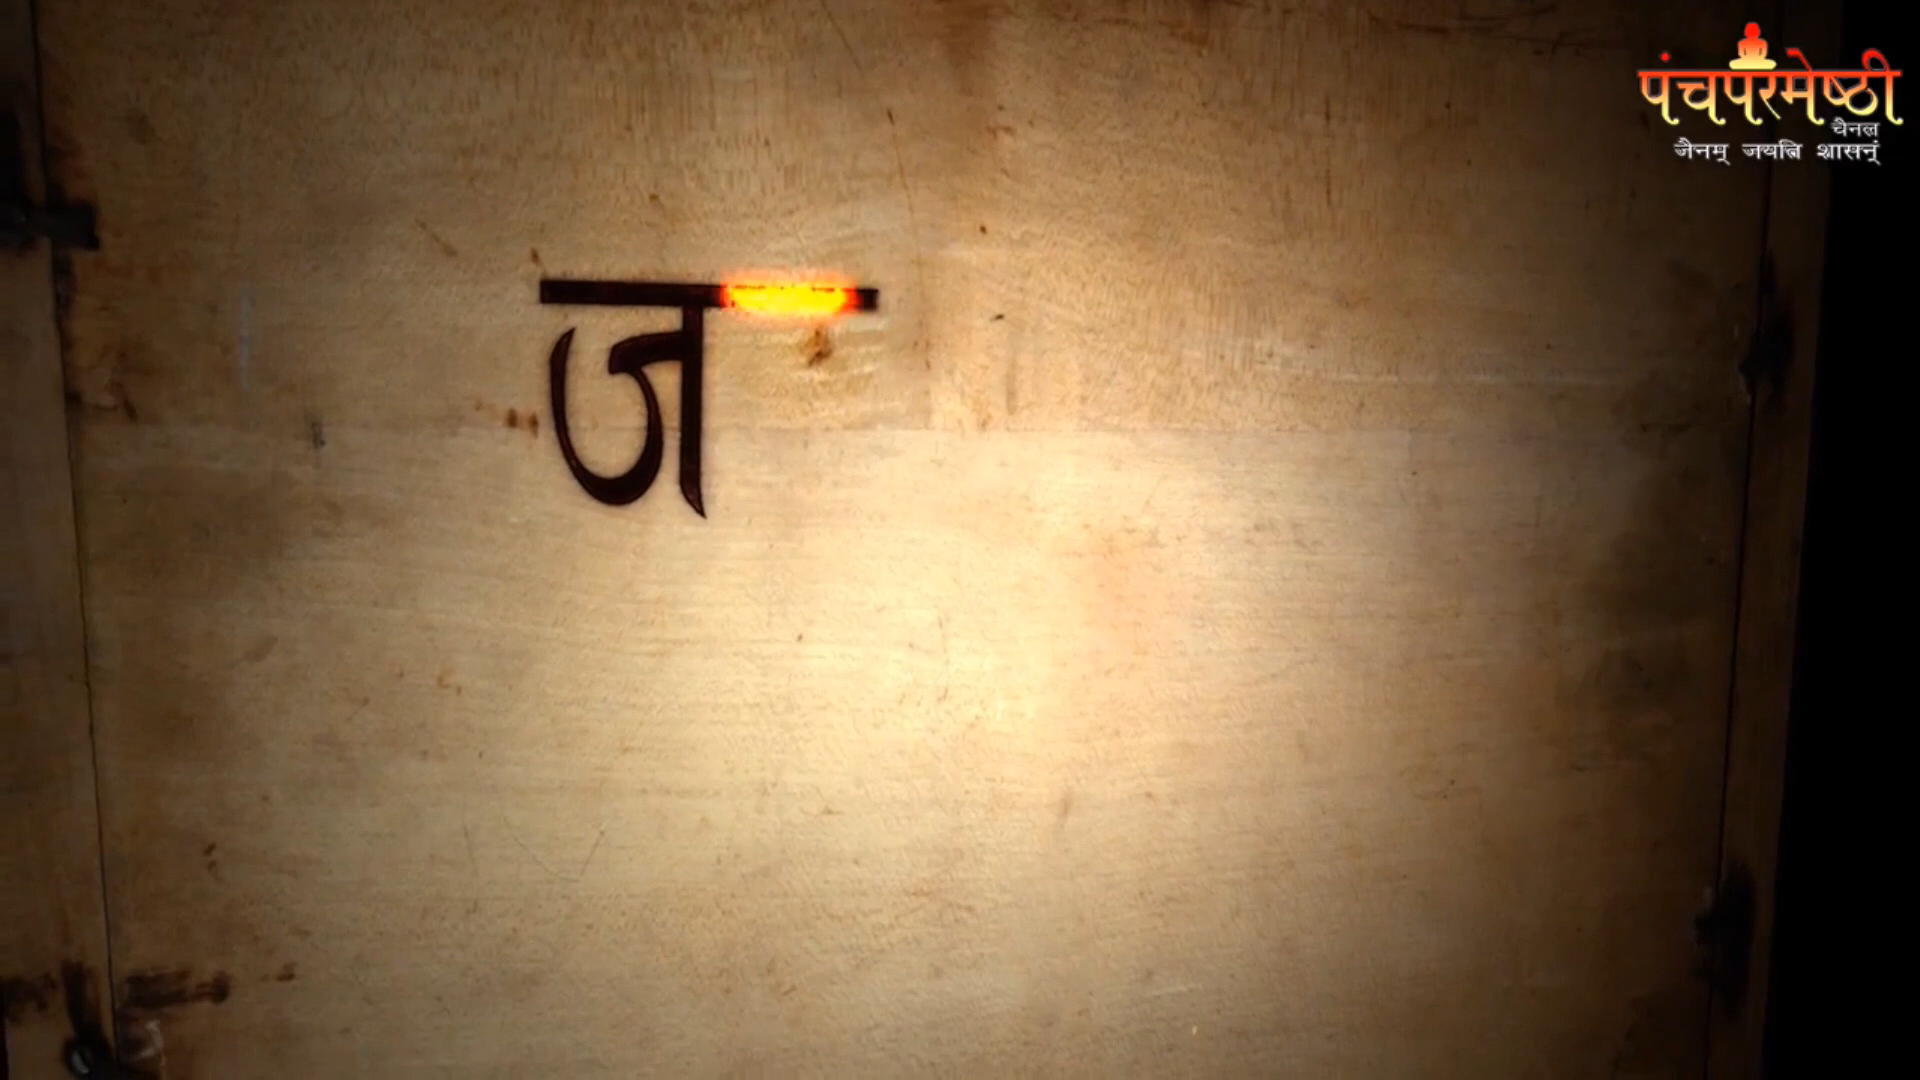 पंचपरमेष्ठी
चैनल
जैनम् जयति शासनं
ज